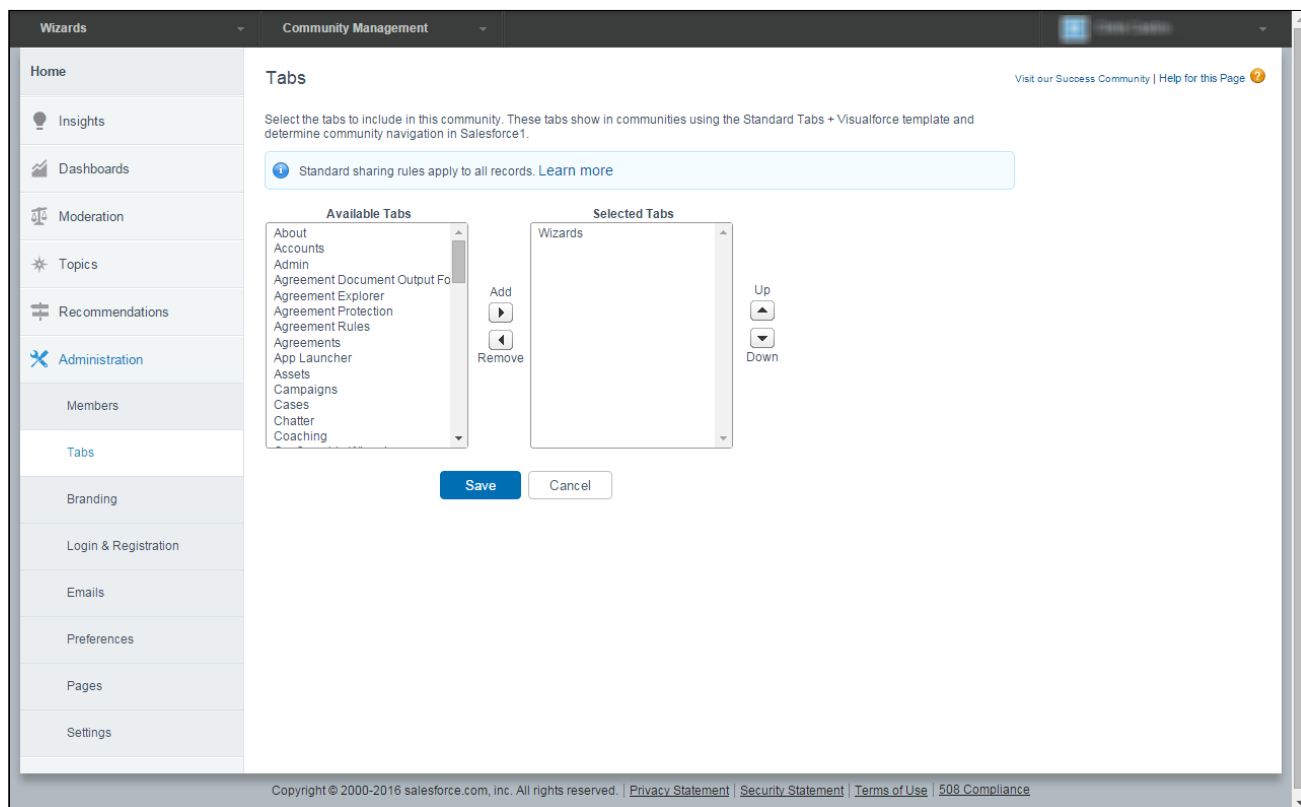 Wizards
Community Management
Home
Insights
Dashboards
Moderation
Topics
Recommendations
Administration
Members
Tabs
Branding
Login & Registration
Emails
Preferences
Pages
Settings
Tabs
Visit our Success Community | Help for this Page
Select the tabs to include in this community. These tabs show in communities using the Standard Tabs + Visualforce template and
determine community navigation in Salesforce1.
Standard sharing rules apply to all records. Learn more
Available Tabs
About
Accounts
Admin
Agreement Document Output Fo
Agreement Explorer
Agreement Protection
Agreement Rules
Agreements
App Launcher
Assets
Campaigns
Cases
Chatter
Coaching
Add
Remove
Selected Tabs
Wizards
Up
Down
Save
Cancel
Copyright © 2000-2016 salesforce.com, inc. All rights reserved. | Privacy Statement | Security Statement | Terms of Use | 508 Compliance